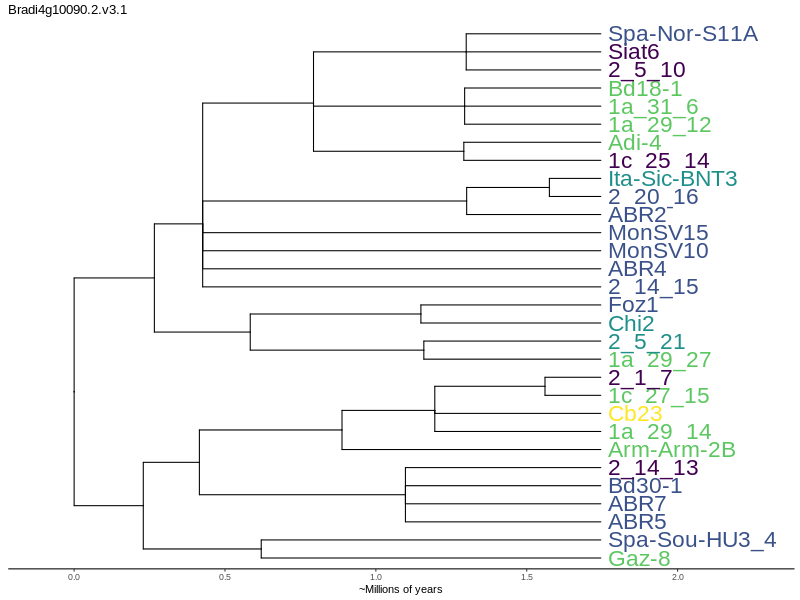 Bradi4g10090.2.v3.1
Spa-Nor-S11A
Siat6
2_5_10
Bd18-1
1a_31_6
1a_29_12
Adi-4
1c_25_14
Ita-Sic-BNT3
2_20_16
ABR2
MonSV15
MonSV10
ABR4
2_14_15
Foz1
Chi2
2_5_21
1a_29_27
2_1_7
1c_27_15
Cb23
1a_29_14
Arm-Arm-2B
2_14_13
Bd30-1
ABR7
ABR5
Spa-Sou-HU3_4
Gaz-8
0.0 0.5 1.0 1.5 2.0
~Millions of years